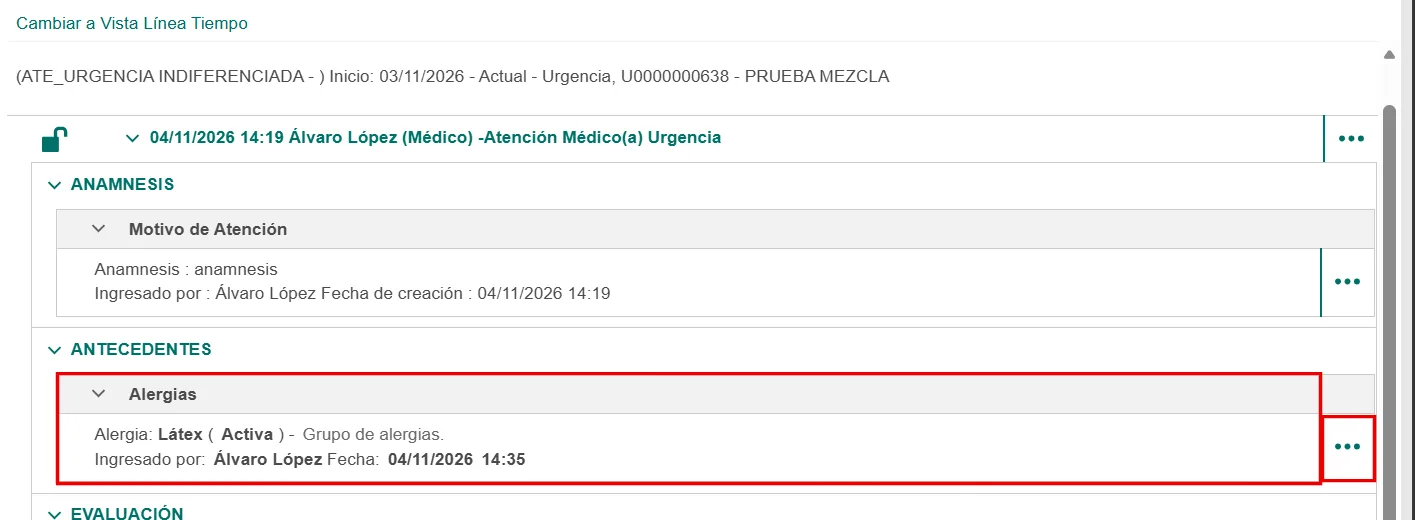 Cambiar a Vista Línea Tiempo
(ATE_URGENCIA INDIFERENCIADA - ) Inicio: 03/11/2026 - Actual - Urgencia, U0000000638 - PRUEBA MEZCLA
04/11/2026 14:19 Álvaro López (Médico) -Atención Médico(a) Urgencia
ANAMNESIS
Motivo de Atención
Anamnesis : anamnesis
Ingresado por : Álvaro López Fecha de creación : 04/11/2026 14:19
ANTECEDENTES
Alergias
Alergia: Látex ( Activa ) - Grupo de alergias.
Ingresado por: Álvaro López Fecha: 04/11/2026 14:35
EVALUACIÓN